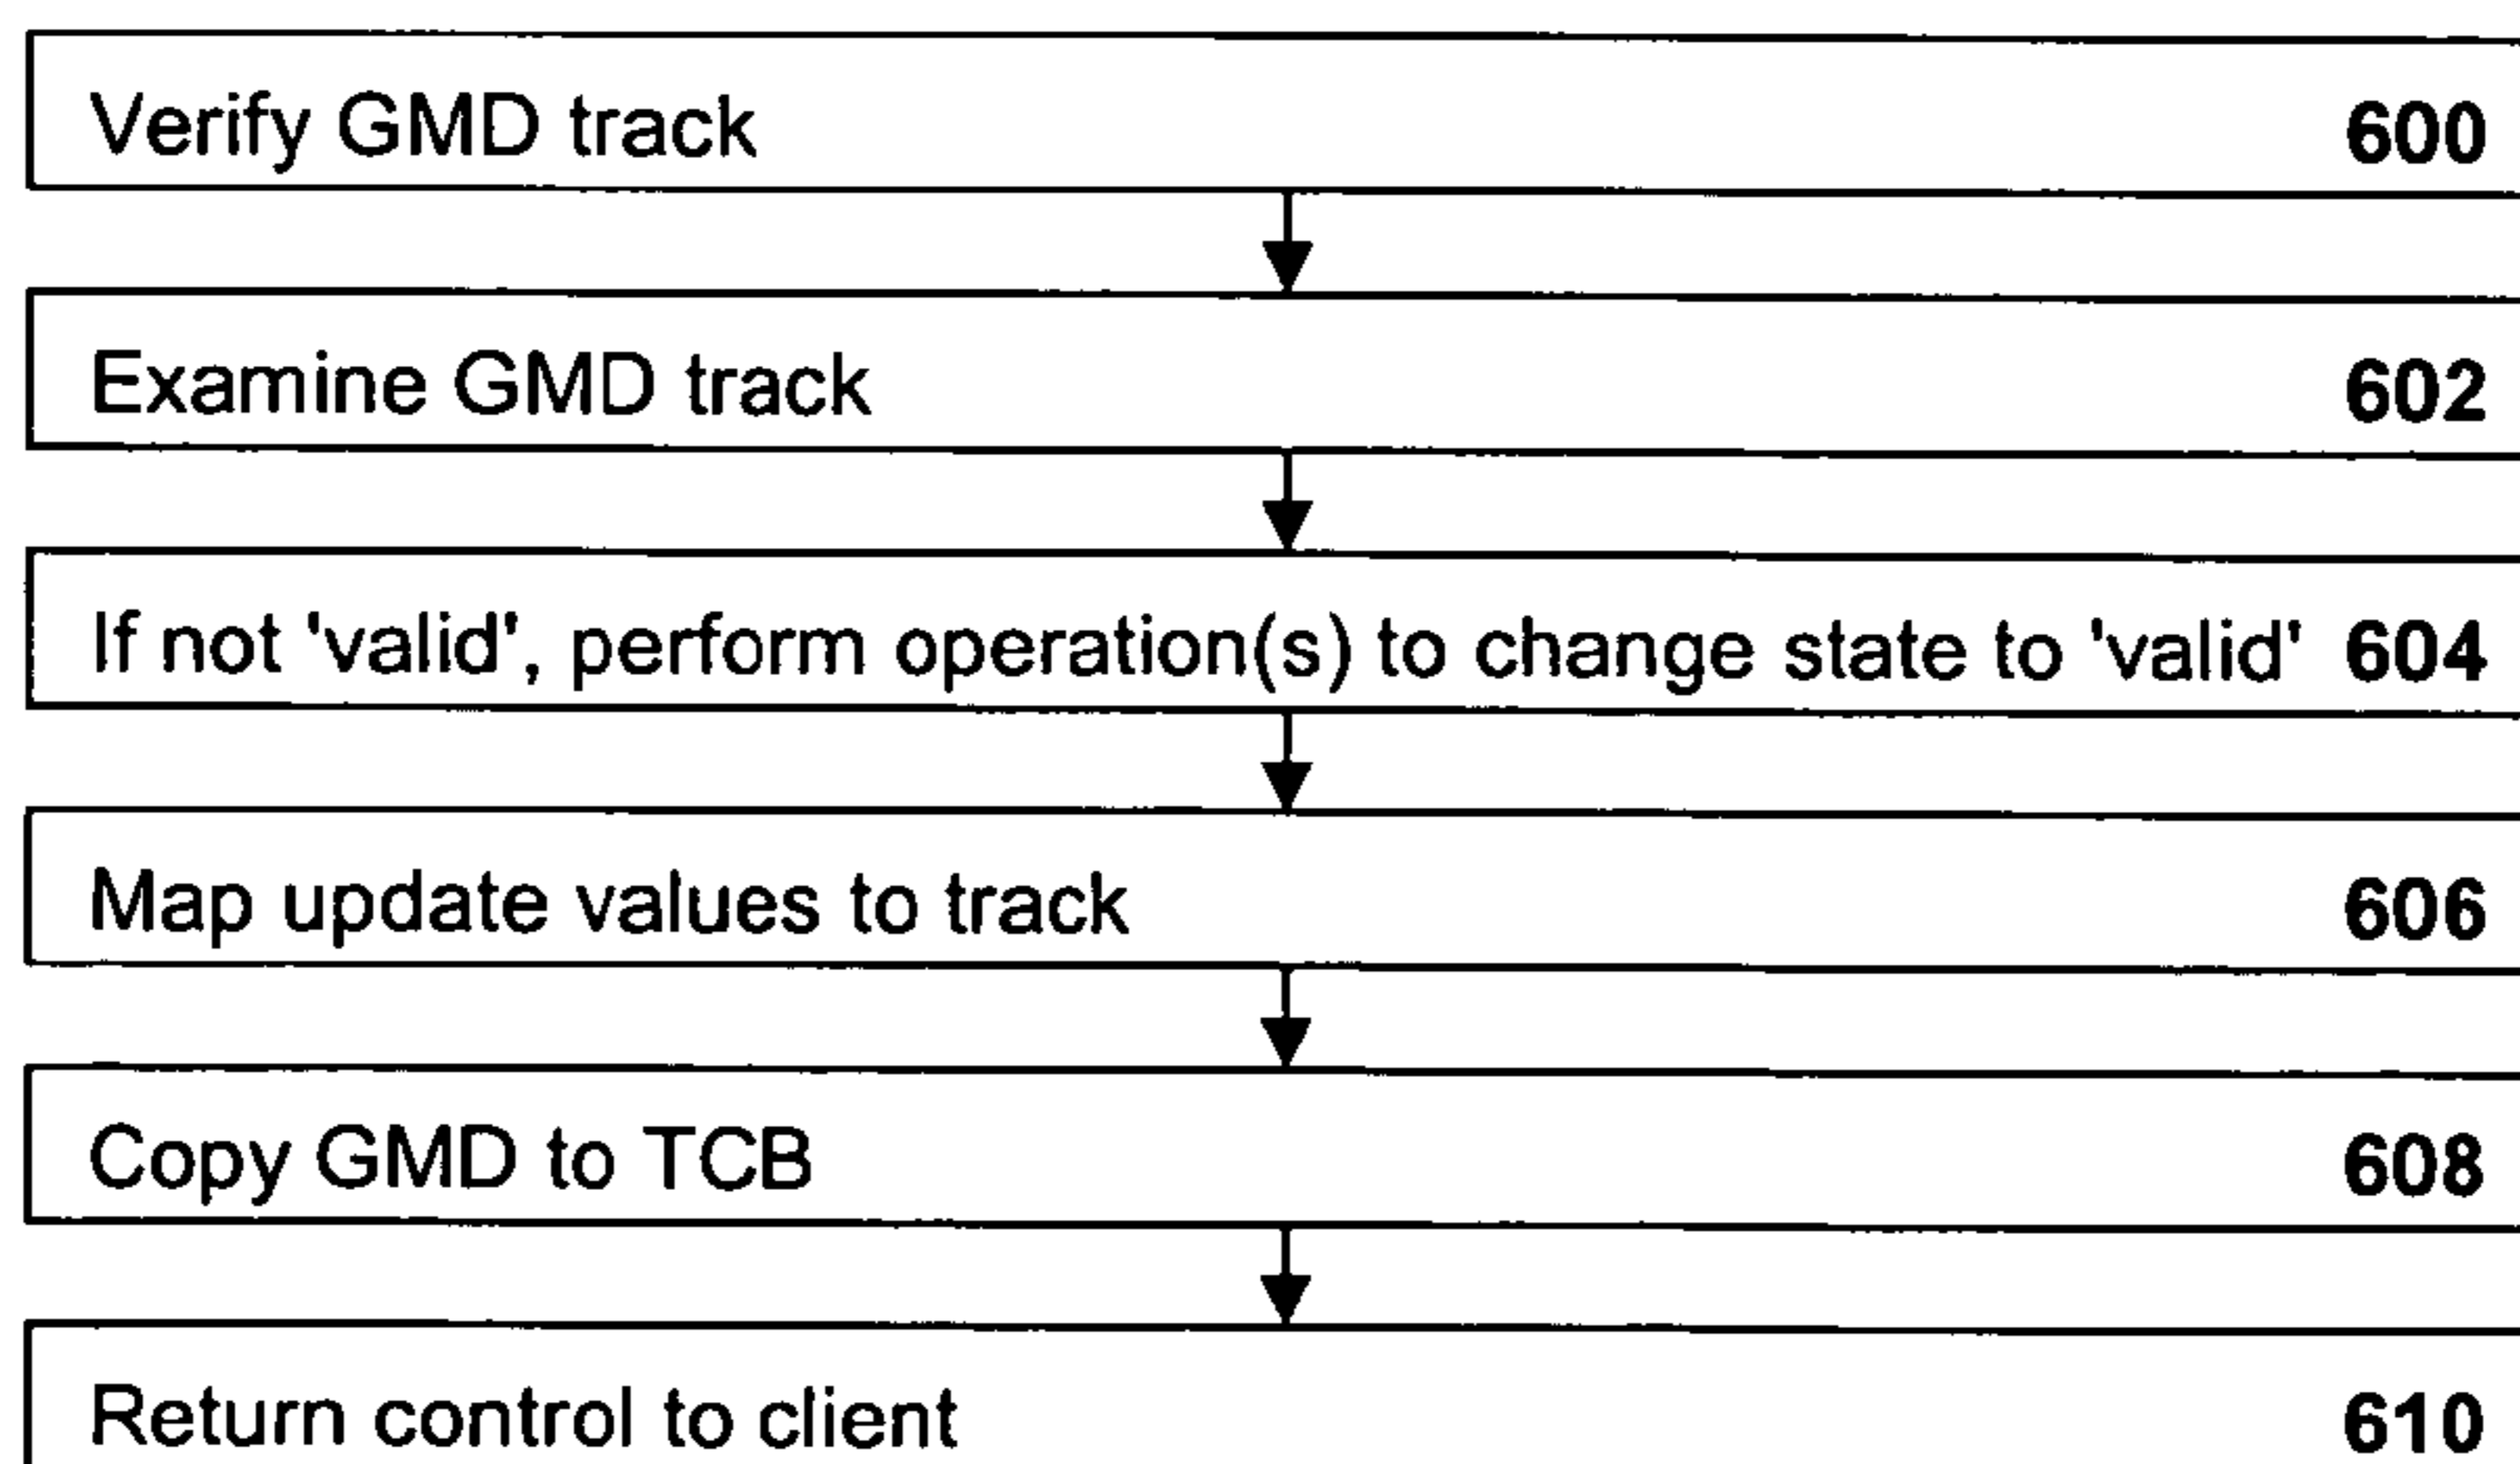 Verify GMD track 600
Examine GMD track 602
If not 'valid', perform operation(s) to change state to 'valid' 604
Map update values to track 606
Copy GMD to TCB 608
Return control to client 610